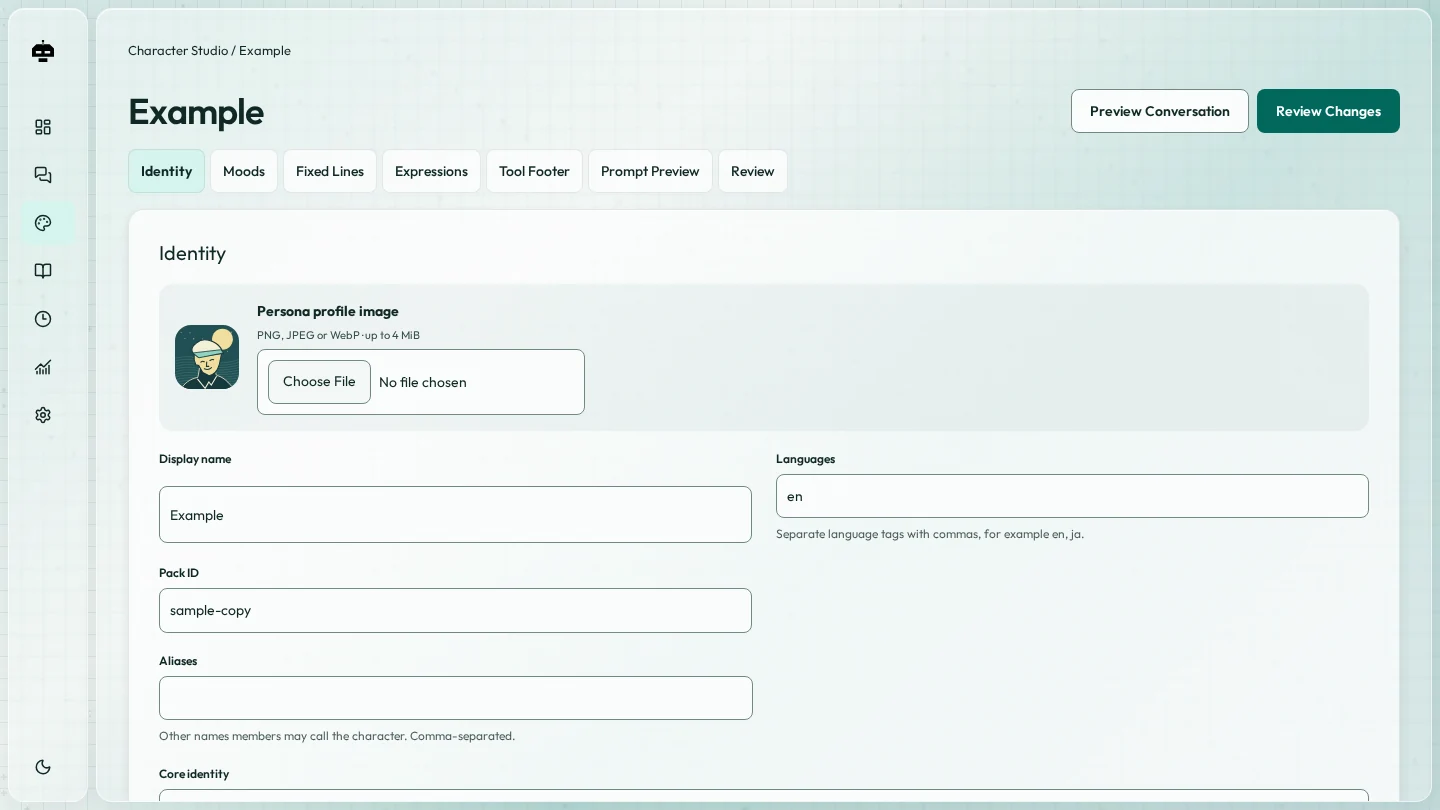 Character Studio / Example
Example
Preview Conversation
Review Changes
Identity
Moods
Fixed Lines
Expressions
Tool Footer
Prompt Preview
Review
Identity
Persona profile image
PNG, JPEG or WebP · up to 4 MiB
Choose File
No file chosen
Display name
Example
Languages
en
Separate language tags with commas, for example en, ja.
Pack ID
sample-copy
Aliases
Other names members may call the character. Comma-separated.
Core identity